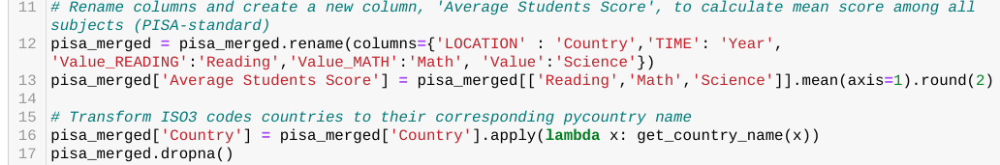 11 # Rename columns and create a new column, 'Average Students Score', to calculate mean score among all
subjects (PISA-standard)
12 pisa_merged = pisa_merged.rename(columns={'LOCATION' : 'Country','TIME': 'Year',
'Value_READING':'Reading','Value_MATH':'Math', 'Value':'Science'})
13 pisa_merged['Average Students Score'] = pisa_merged[['Reading','Math','Science']].mean(axis=1).round(2)
14
15 # Transform ISO3 codes countries to their corresponding pycountry name
16 pisa_merged['Country'] = pisa_merged['Country'].apply(lambda x: get_country_name(x))
17 pisa_merged.dropna()